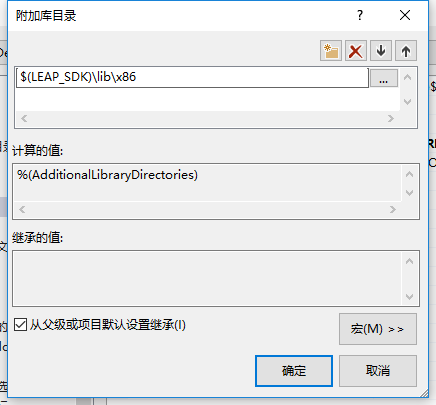 附加库目录
?
$(LEAP_SDK)\lib\x86
...
计算的值:
%(AdditionalLibraryDirectories)
继承的值:
从父级或项目默认设置继承(I)
宏(M) >>
确定
取消